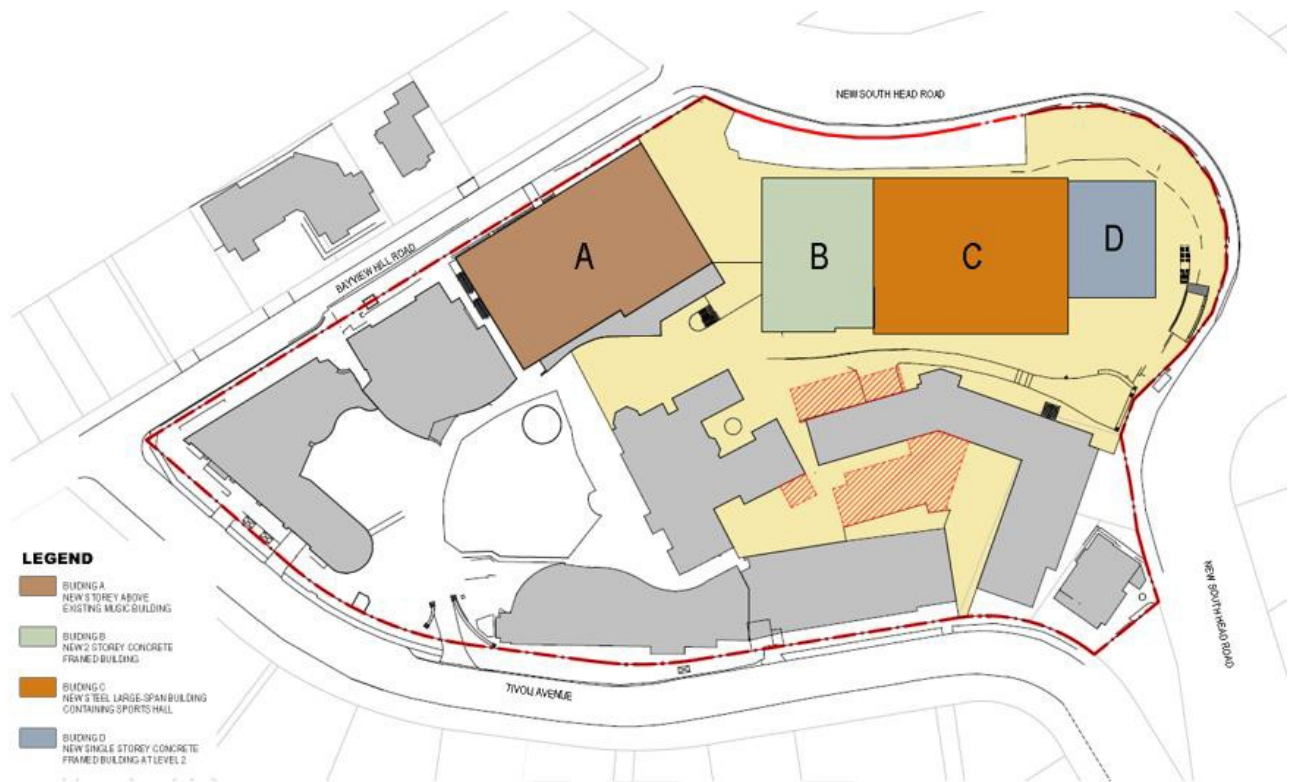 NEW SOUTH HEAD ROAD
BAYVIEW HILL ROAD
A
B
C
D
NEW SOUTH HEAD ROAD
TIVOLI AVENUE
LEGEND
BUIDING A
NEW STOREY ABOVE
EXISTING MUSIC BUILDING
BUIDING B
NEW 2 STOREY CONCRETE
FRAMED BUILDING
BUIDING C
NEW STEEL LARGE-SPAN BUILDING
CONTAINING SPORTS HALL
BUIDING D
NEW SINGLE STOREY CONCRETE
FRAMED BUILDING AT LEVEL 2